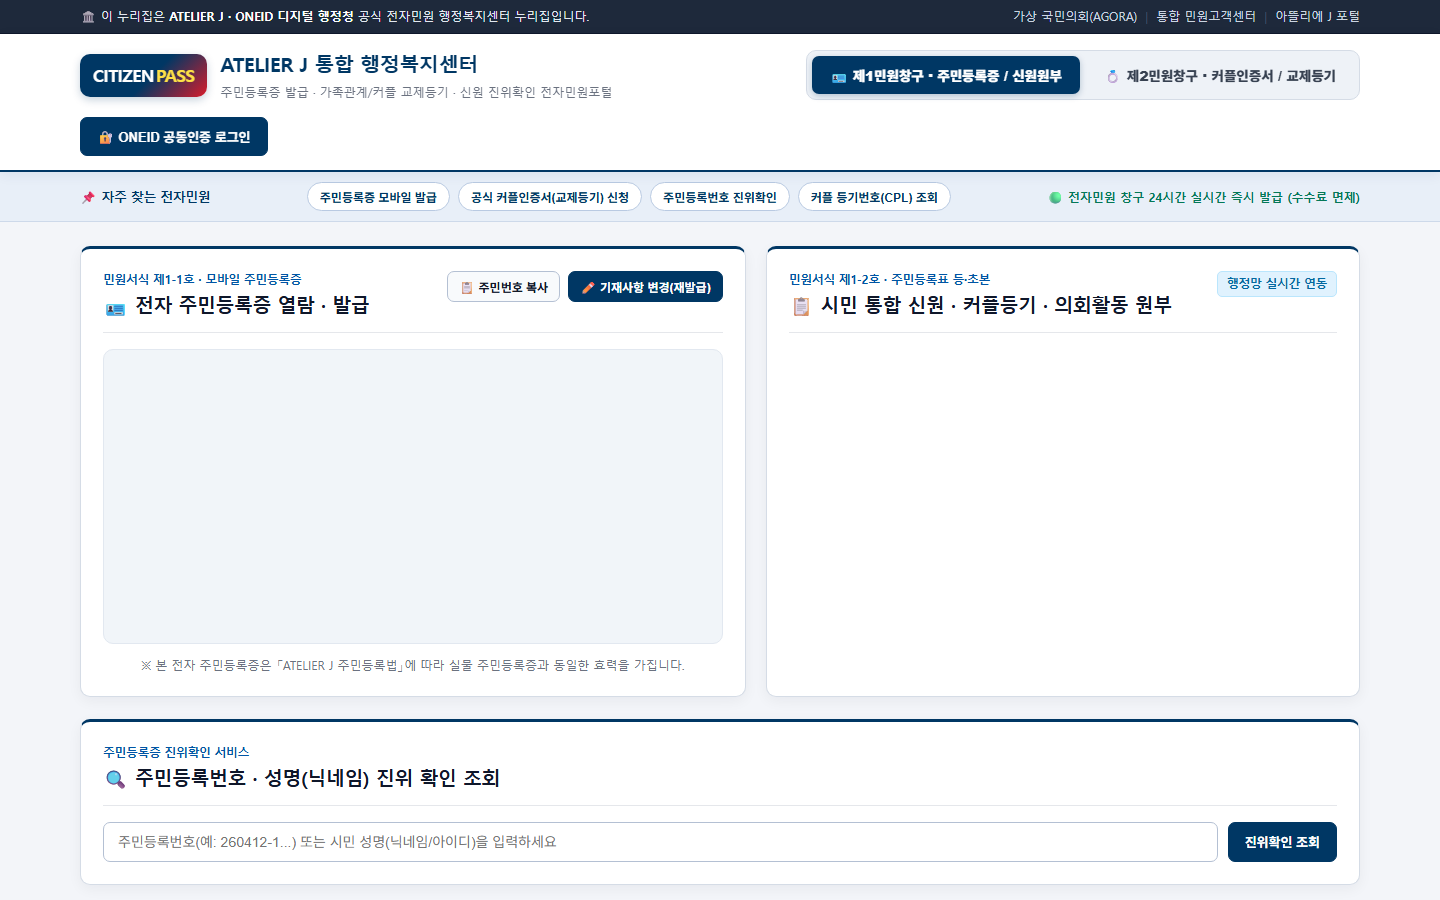 이 누리집은 ATELIER J · ONEID 디지털 행정청 공식 전자민원 행정복지센터 누리집입니다.
가상 국민의회(AGORA) | 통합 민원고객센터 | 아뜰리에 J 포털
CITIZEN PASS
ATELIER J 통합 행정복지센터
주민등록증 발급 · 가족관계/커플 교제등기 · 신원 진위확인 전자민원포털
제1민원창구 · 주민등록증 / 신원원부
제2민원창구 · 커플인증서 / 교제등기
ONEID 공동인증 로그인
자주 찾는 전자민원
주민등록증 모바일 발급
공식 커플인증서(교제등기) 신청
주민등록번호 진위확인
커플 등기번호(CPL) 조회
전자민원 창구 24시간 실시간 즉시 발급 (수수료 면제)
민원서식 제1-1호 · 모바일 주민등록증
전자 주민등록증 열람 · 발급
주민번호 복사
기재사항 변경(재발급)
※ 본 전자 주민등록증은 「ATELIER J 주민등록법」에 따라 실물 주민등록증과 동일한 효력을 가집니다.
민원서식 제1-2호 · 주민등록표 등·초본
시민 통합 신원 · 커플등기 · 의회활동 원부
행정망 실시간 연동
주민등록증 진위확인 서비스
주민등록번호 · 성명(닉네임) 진위 확인 조회
주민등록번호(예: 260412-1...) 또는 시민 성명(닉네임/아이디)을 입력하세요
진위확인 조회